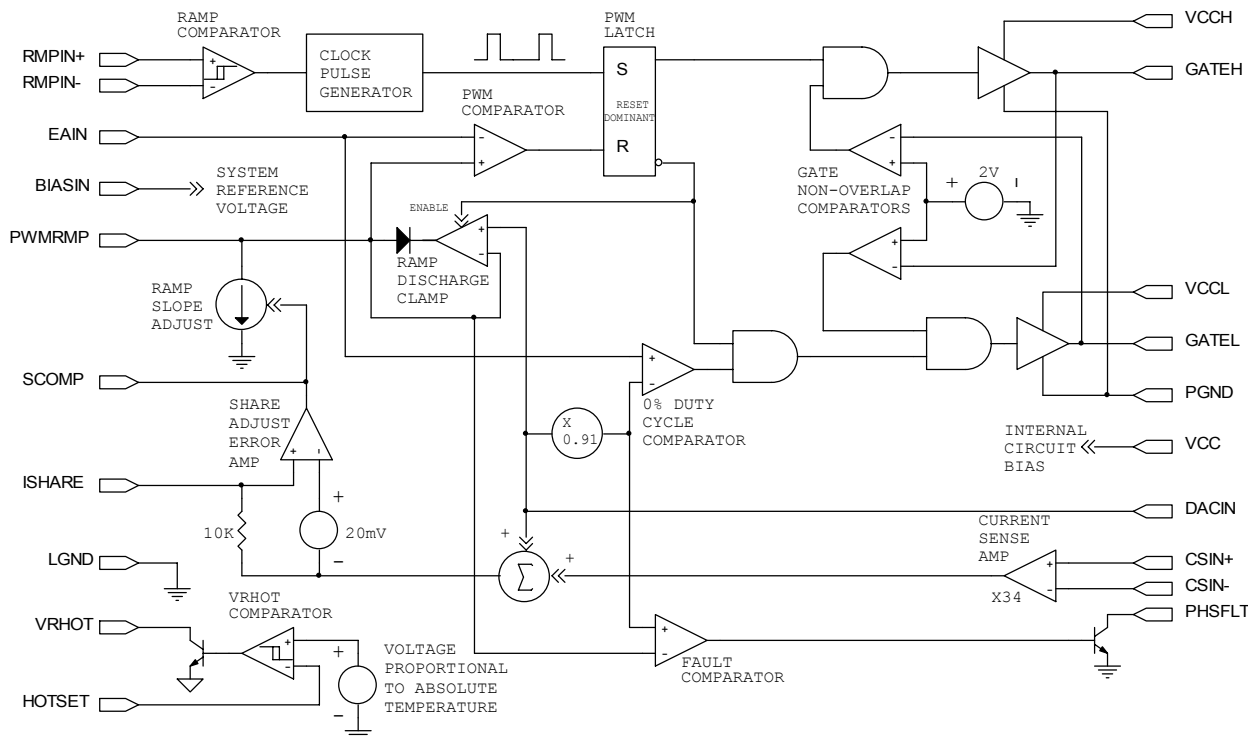 RAMP
COMPARATOR
RMPIN+
RMPIN-
+
-
CLOCK
PULSE
GENERATOR
PWM
LATCH
S
RESET
DOMINANT
R
VCCH
GATEH
PWM
COMPARATOR
-
+
EAIN
BIASIN
SYSTEM
REFERENCE
VOLTAGE
-
+
GATE
NON-OVERLAP
COMPARATORS
+
2V
-
ENABLE
PWMRMP
+
-
RAMP
DISCHARGE
CLAMP
+
-
RAMP
SLOPE
ADJUST
VCCL
GATEL
PGND
SCOMP
+
-
0% DUTY
CYCLE
COMPARATOR
SHARE
ADJUST
ERROR
AMP
+
-
X
0.91
INTERNAL
CIRCUIT
BIAS
VCC
ISHARE
10K
+
20mV
-
DACIN
+
Σ
+
CURRENT
SENSE
AMP
X34
+
-
CSIN+
CSIN-
LGND
VRHOT
COMPARATOR
VRHOT
+
-
HOTSET
+
-
VOLTAGE
PROPORTIONAL
TO ABSOLUTE
TEMPERATURE
+
-
FAULT
COMPARATOR
PHSFLT